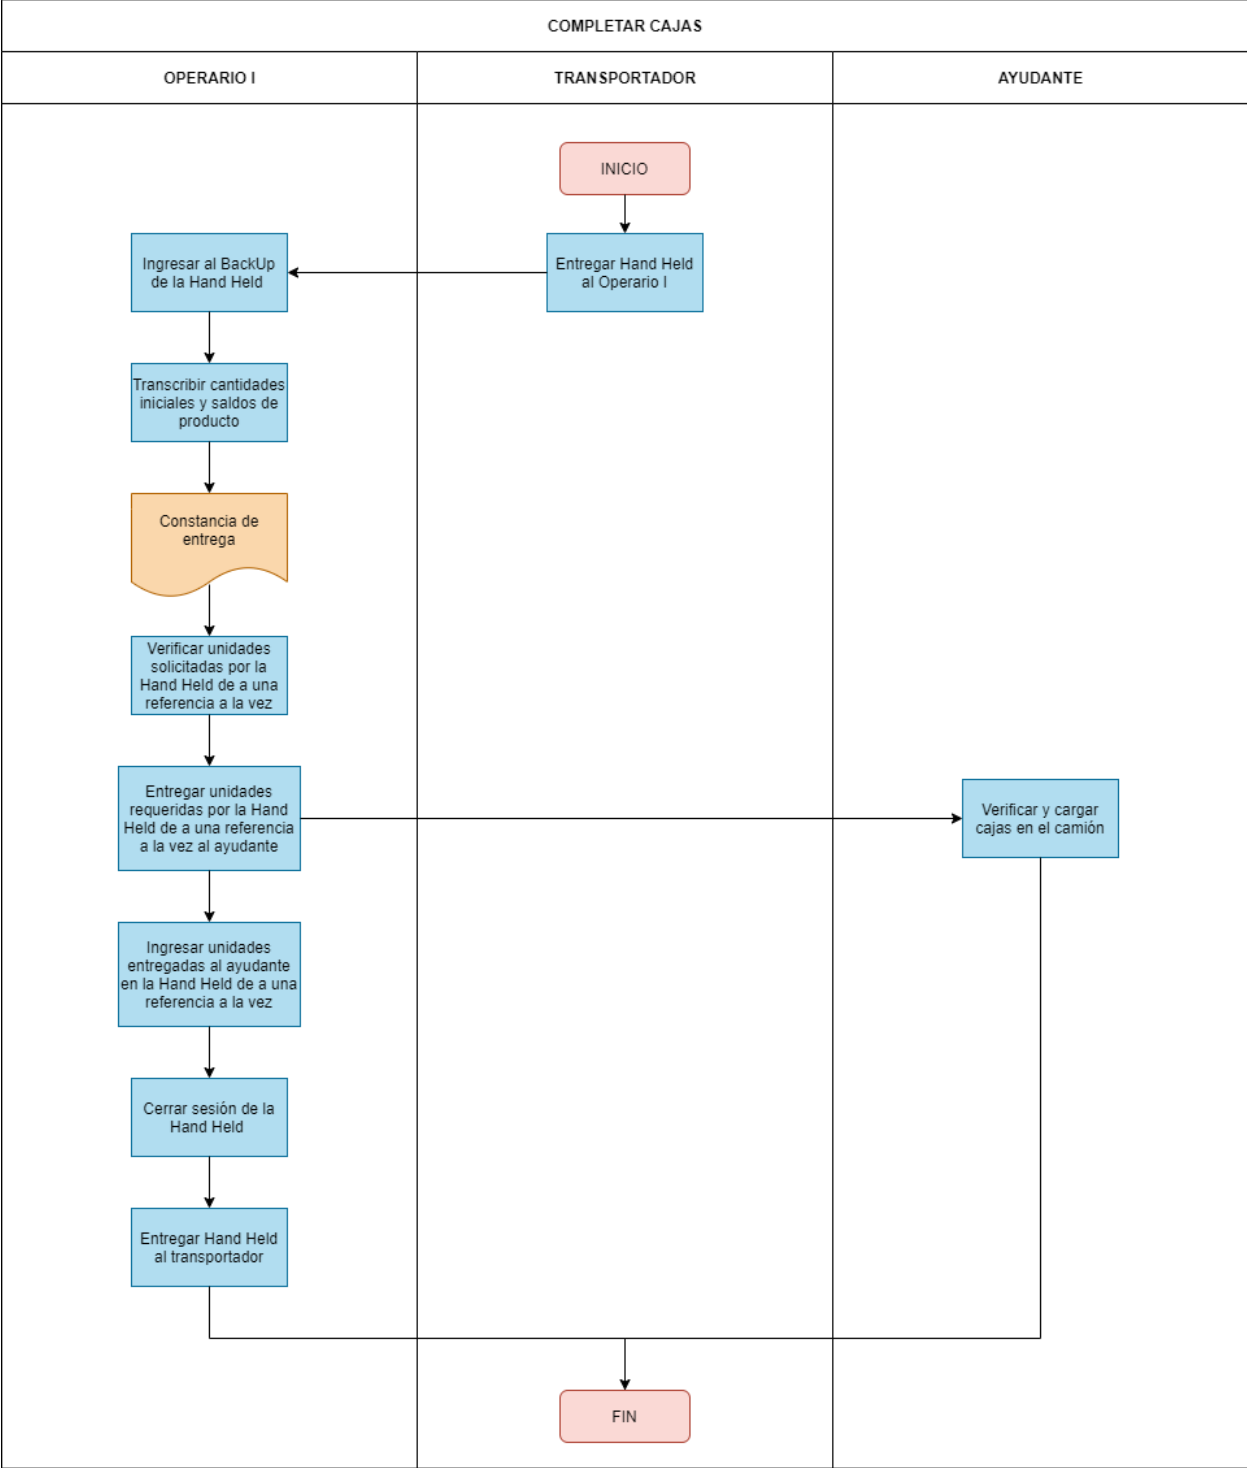 COMPLETAR CAJAS
OPERARIO I
TRANSPORTADOR
AYUDANTE
INICIO
Entregar Hand Held
al Operario I
Ingresar al BackUp
de la Hand Held
Transcribir cantidades
iniciales y saldos de
producto
Constancia de
entrega
Verificar unidades
solicitadas por la
Hand Held de a una
referencia a la vez
Entregar unidades
requeridas por la Hand
Held de a una referencia
a la vez al ayudante
Verificar y cargar
cajas en el camión
Ingresar unidades
entregadas al ayudante
en la Hand Held de a una
referencia a la vez
Cerrar sesión de la
Hand Held
Entregar Hand Held
al transportador
FIN